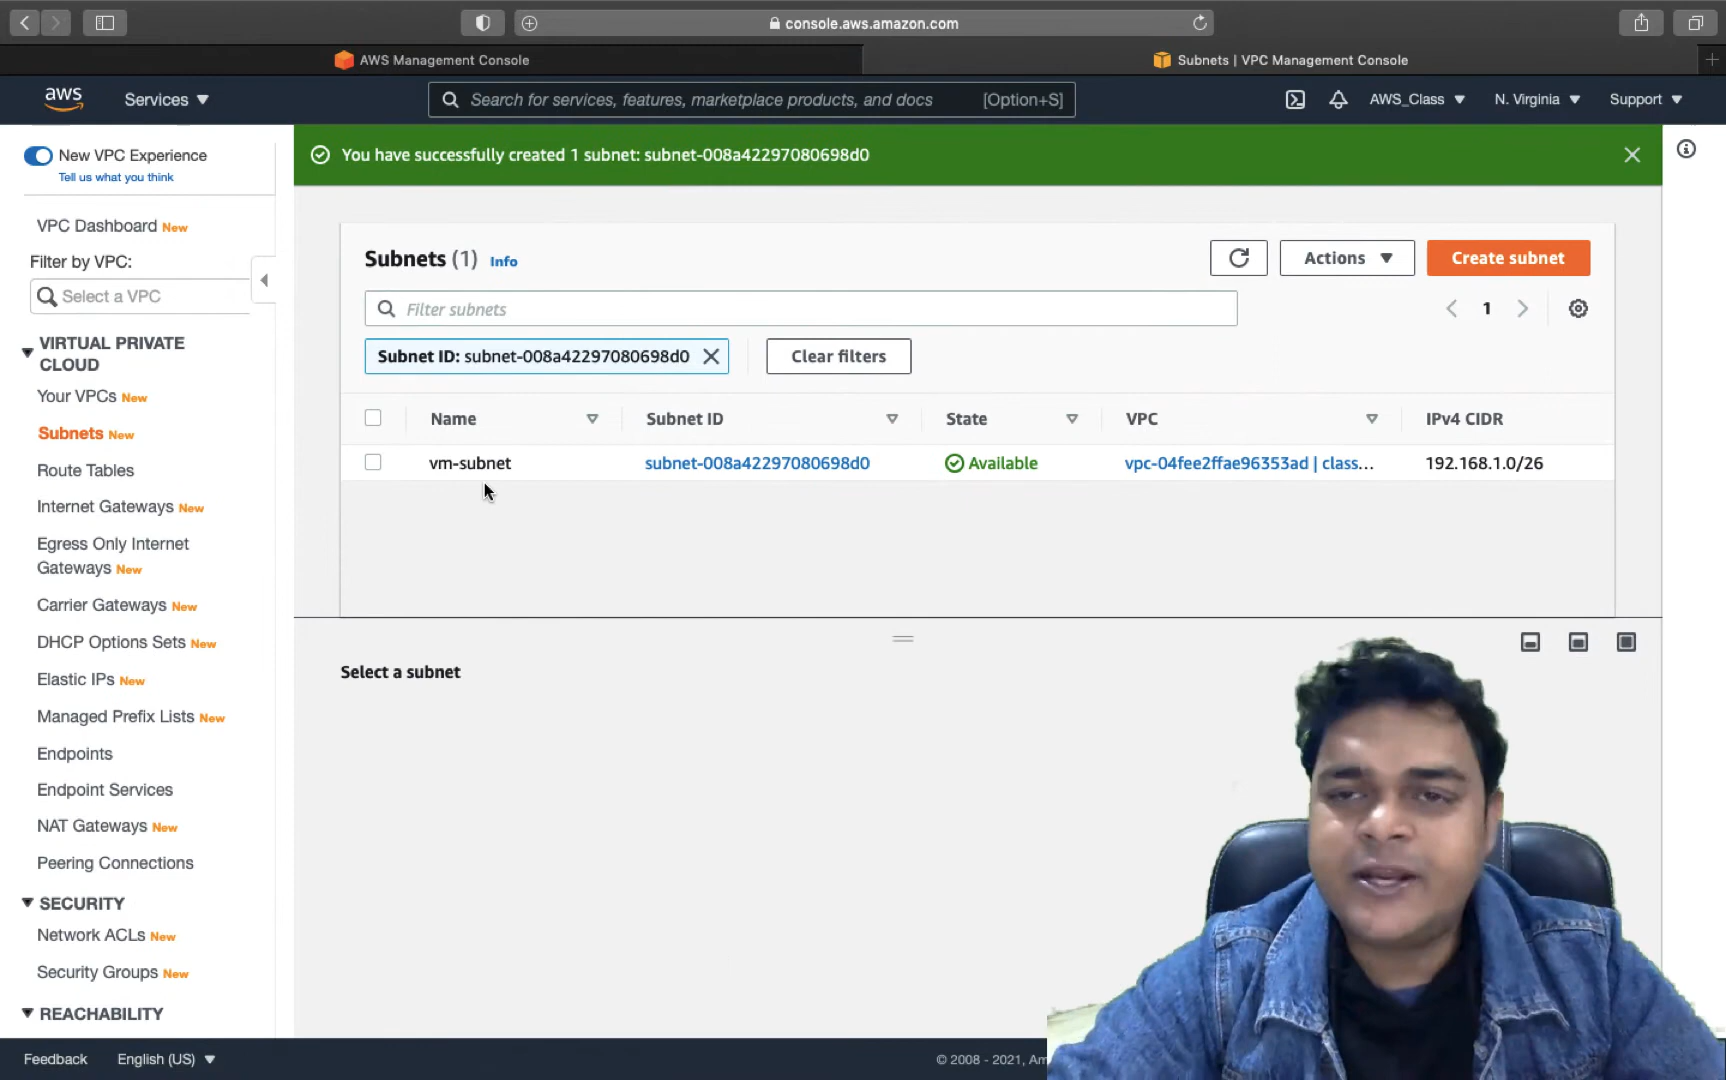 console.aws.amazon.com
AWS Management Console
Subnets | VPC Management Console
aws
Services
Search for services, features, marketplace products, and docs
[Option+S]
AWS_Class
N. Virginia
Support
New VPC Experience
Tell us what you think
VPC Dashboard New
Filter by VPC:
Select a VPC
VIRTUAL PRIVATE
CLOUD
Your VPCs New
Subnets New
Route Tables
Internet Gateways New
Egress Only Internet
Gateways New
Carrier Gateways New
DHCP Options Sets New
Elastic IPs New
Managed Prefix Lists New
Endpoints
Endpoint Services
NAT Gateways New
Peering Connections
SECURITY
Network ACLs New
Security Groups New
REACHABILITY
You have successfully created 1 subnet: subnet-008a42297080698d0
Subnets (1) Info
Actions
Create subnet
Filter subnets
1
Subnet ID: subnet-008a42297080698d0
Clear filters
Name
Subnet ID
State
VPC
IPv4 CIDR
vm-subnet
subnet-008a42297080698d0
Available
vpc-04fee2ffae96353ad | class...
192.168.1.0/26
Select a subnet
Feedback
English (US)
© 2008 - 2021, Am